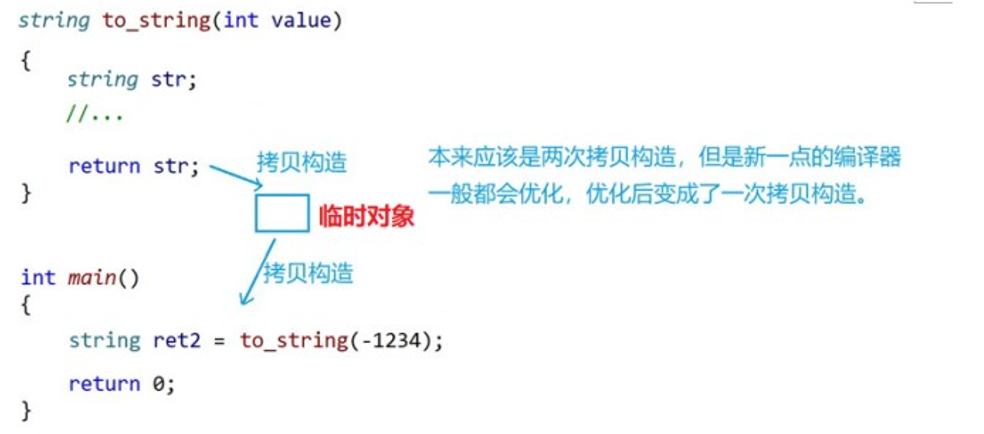 string to_string(int value)
{
string str;
//...
return str;
拷贝构造
本来应该是两次拷贝构造，但是新一点的编译器
一般都会优化，优化后变成了一次拷贝构造。
}
临时对象
拷贝构造
int main()
{
string ret2 = to_string(-1234);
return 0;
}